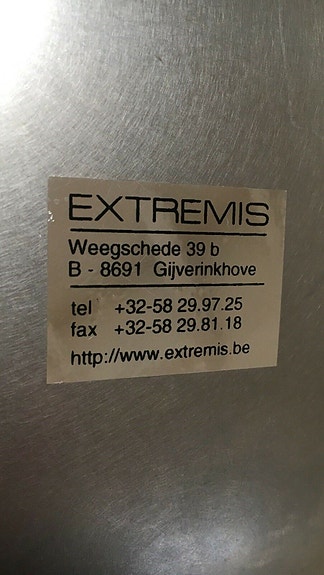 EXTREMIS
Weegschede 39 b
B - 8691 Gijverinkhove
tel +32-58 29.97.25
fax +32-58 29.81.18
http://www.extremis.be